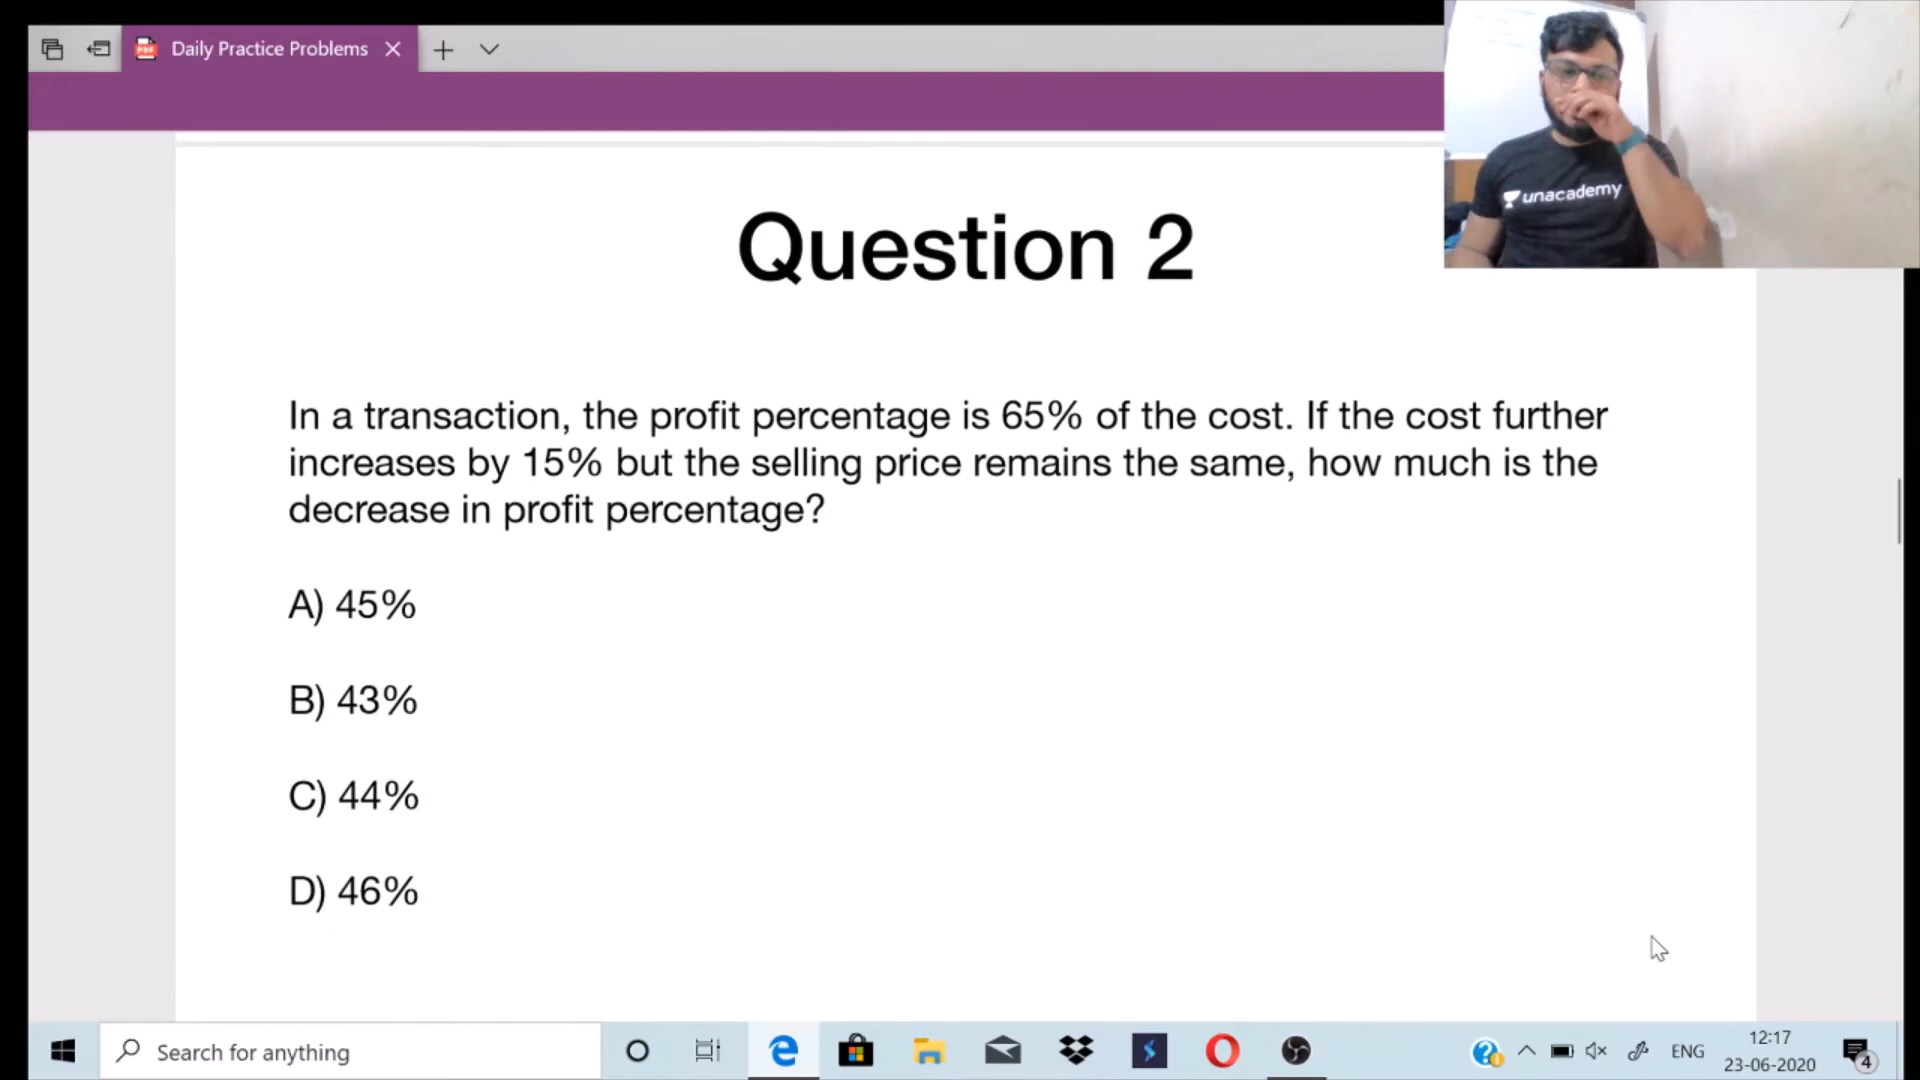 Daily Practice Problems
unacademy
Question 2
In a transaction, the profit percentage is 65% of the cost. If the cost further
increases by 15% but the selling price remains the same, how much is the
decrease in profit percentage?
A) 45%
B) 43%
C) 44%
D) 46%
Search for anything
ENG
12:17
23-06-2020
4